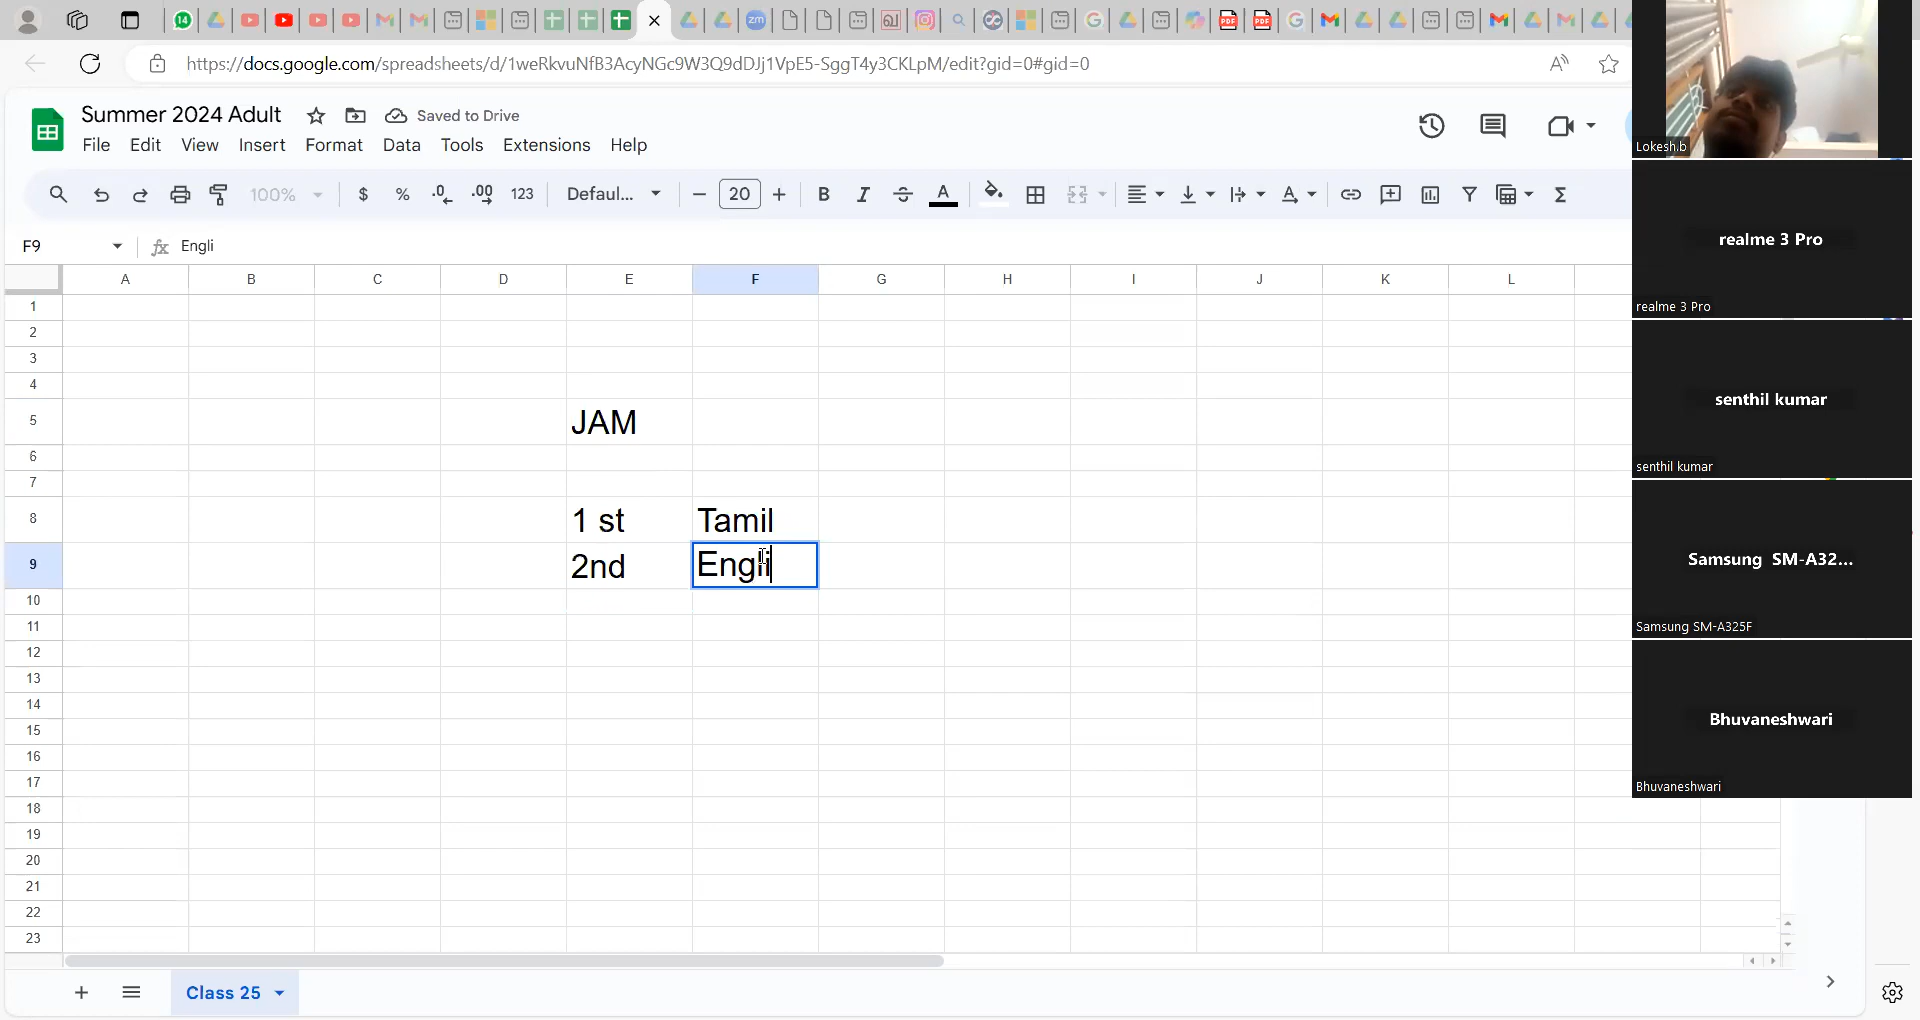 https://docs.google.com/spreadsheets/d/1weRkvuNfB3AcyNGc9W3Q9dDJj1VpE5-SggT4y3CKLpM/edit?gid=0#gid=0
Summer 2024 Adult
Saved to Drive
File Edit View Insert Format Data Tools Extensions Help
100% $ % .0 .00 123 Defaul... 20 B I S A
F9 fx Engli
A B C D E F G H I J K L
1
2
3
4
5 JAM
6
7
8 1 st Tamil
9 2nd Engli
10
11
12
13
14
15
16
17
18
19
20
21
22
23
Class 25
Lokesh.b
realme 3 Pro
realme 3 Pro
senthil kumar
senthil kumar
Samsung SM-A32...
Samsung SM-A325F
Bhuvaneshwari
Bhuvaneshwari